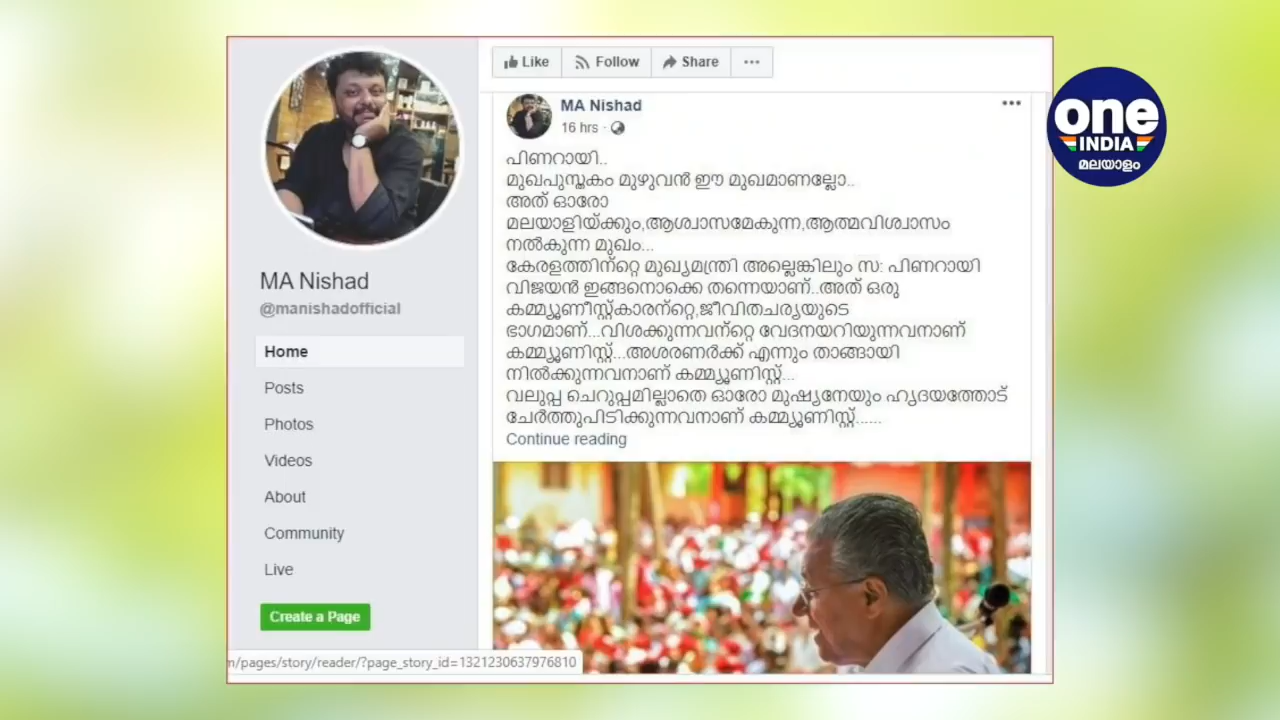 Like Follow Share
MA Nishad
16 hrs
പിണറായി..
മുഖപുസ്തകം മുഴുവൻ ഈ മുഖമാണല്ലോ..
അത് ഓരോ
മലയാളിയ്ക്കും,ആശ്വാസമേകുന്ന,ആത്മവിശ്വാസം
നൽകുന്ന മുഖം...
കേരളത്തിന്റെ മുഖ്യമന്ത്രി അല്ലെങ്കിലും സ: പിണറായി
വിജയൻ ഇങ്ങനൊക്കെ തന്നെയാണ്..അത് ഒരു
കമ്മ്യൂണീസ്റ്റ്കാരന്റെ,ജീവിതചര്യയുടെ
ഭാഗമാണ്...വിശക്കുന്നവന്റെ വേദനയറിയുന്നവനാണ്
കമ്മ്യൂണിസ്റ്റ്...അശരണർക്ക് എന്നും താങ്ങായി
നിൽക്കുന്നവനാണ് കമ്മ്യൂണിസ്റ്റ്...
വലുപ്പ ചെറുപ്പമില്ലാതെ ഓരോ മുഷ്യനേയും ഹൃദയത്തോട്
ചേർത്തുപിടിക്കുന്നവനാണ് കമ്മ്യൂണിസ്റ്റ്......
Continue reading
MA Nishad
@manishadofficial
Home
Posts
Photos
Videos
About
Community
Live
Create a Page
m/pages/story/reader/?page_story_id=1321230637976810
one
INDIA
മലയാളം